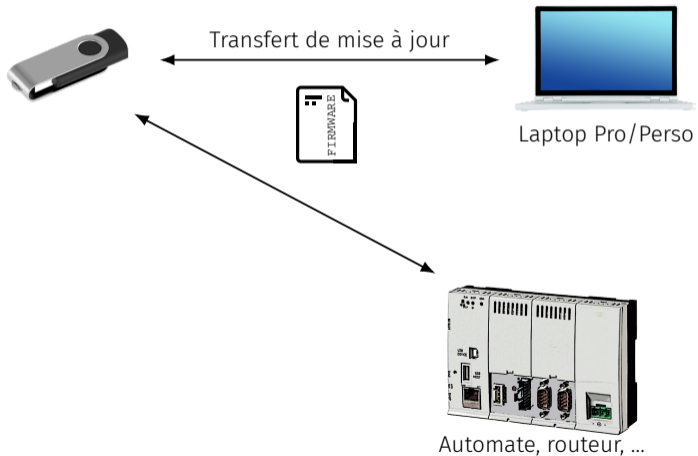 Transfert de mise à jour
FIRMWARE
Laptop Pro/Perso
Automate, routeur, ...